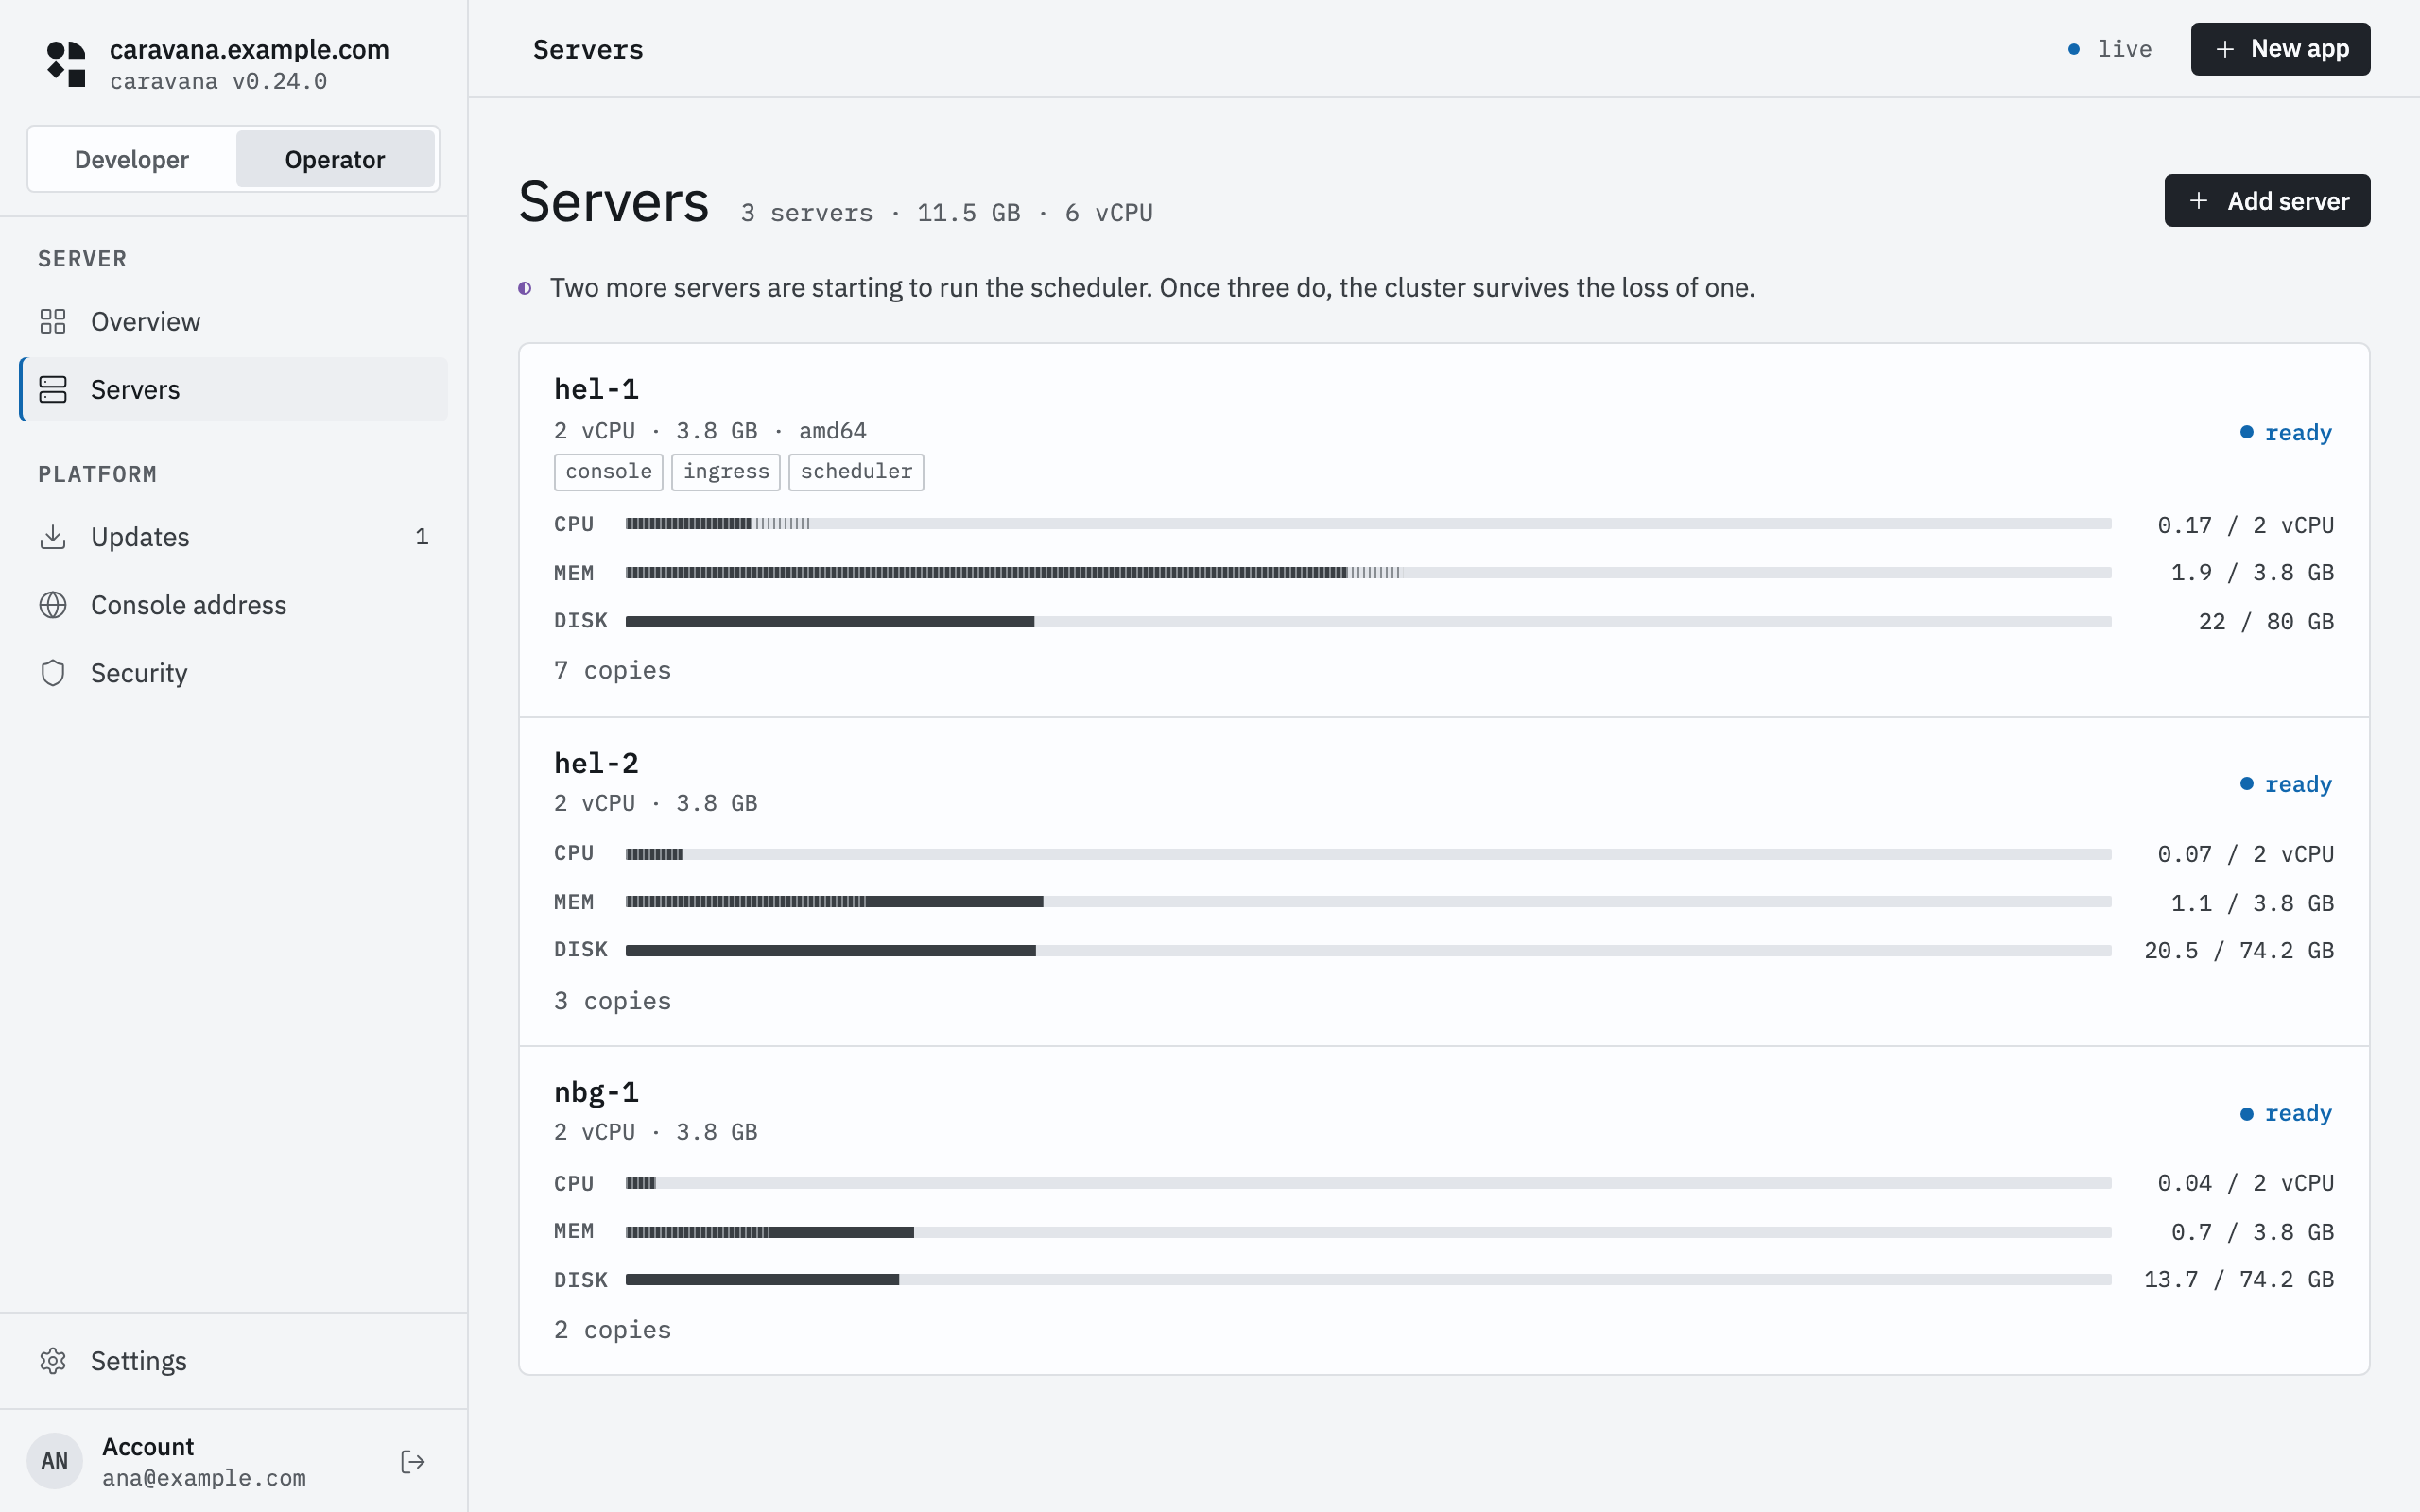 caravana.example.com
caravana v0.24.0
Developer
Operator
SERVER
Overview
Servers
PLATFORM
Updates 1
Console address
Security
Settings
AN
Account
ana@example.com
Servers
live
+ New app
Servers
3 servers · 11.5 GB · 6 vCPU
+ Add server
Two more servers are starting to run the scheduler. Once three do, the cluster survives the loss of one.
hel-1
2 vCPU · 3.8 GB · amd64
console ingress scheduler
ready
CPU 0.17 / 2 vCPU
MEM 1.9 / 3.8 GB
DISK 22 / 80 GB
7 copies
hel-2
2 vCPU · 3.8 GB
ready
CPU 0.07 / 2 vCPU
MEM 1.1 / 3.8 GB
DISK 20.5 / 74.2 GB
3 copies
nbg-1
2 vCPU · 3.8 GB
ready
CPU 0.04 / 2 vCPU
MEM 0.7 / 3.8 GB
DISK 13.7 / 74.2 GB
2 copies